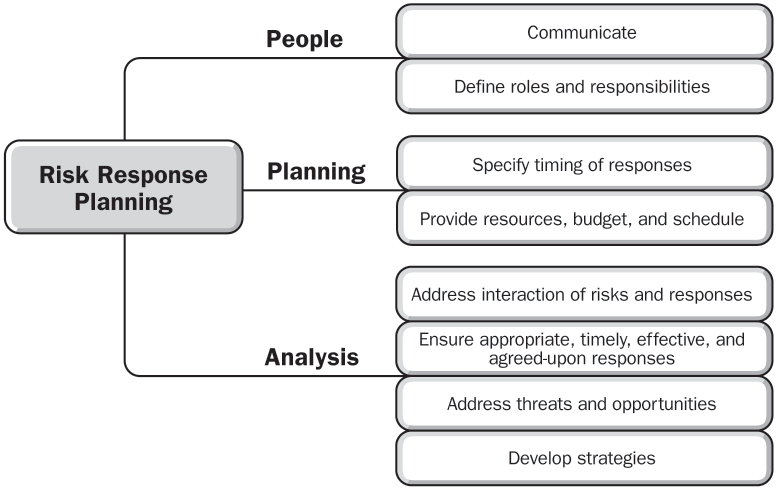 Risk Response
Planning
People
Communicate
Define roles and responsibilities
Planning
Specify timing of responses
Provide resources, budget, and schedule
Analysis
Address interaction of risks and responses
Ensure appropriate, timely, effective, and
agreed-upon responses
Address threats and opportunities
Develop strategies